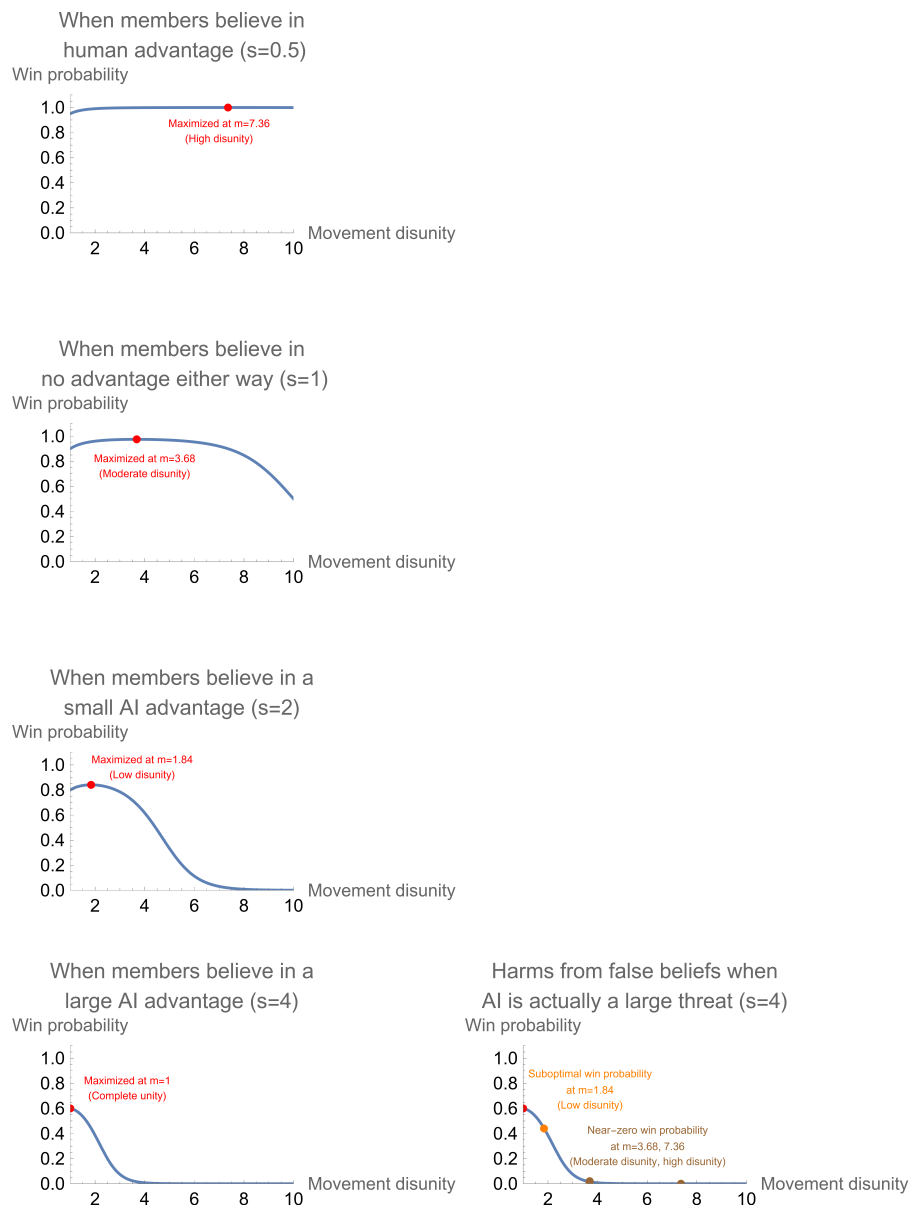 When members believe in
human advantage (s=0.5)
Win probability
1.0
0.8
0.6
0.4
0.2
0.0
Maximized at m=7.36
(High disunity)
Movement disunity
2 4 6 8 10
When members believe in
no advantage either way (s=1)
Win probability
1.0
0.8
0.6
0.4
0.2
0.0
Maximized at m=3.68
(Moderate disunity)
Movement disunity
2 4 6 8 10
When members believe in a
small AI advantage (s=2)
Win probability
1.0
0.8
0.6
0.4
0.2
0.0
Maximized at m=1.84
(Low disunity)
Movement disunity
2 4 6 8 10
When members believe in a
large AI advantage (s=4)
Win probability
1.0
0.8
0.6
0.4
0.2
0.0
Maximized at m=1
(Complete unity)
Movement disunity
2 4 6 8 10
Harms from false beliefs when
AI is actually a large threat (s=4)
Win probability
1.0
0.8
0.6
0.4
0.2
0.0
Suboptimal win probability
at m=1.84
(Low disunity)
Near−zero win probability
at m=3.68, 7.36
(Moderate disunity, high disunity)
Movement disunity
2 4 6 8 10